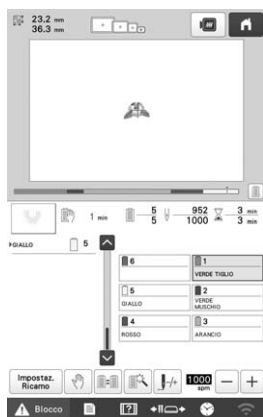 23.2 mm
36.3 mm
1 min
5
5
952
1000
3 min
3 min
GIALLO 5
6
1
VERDE TIGLIO
5
GIALLO
2
VERDE
MUSCHIO
4
ROSSO
3
ARANCIO
Impostaz.
Ricamo
1000
spm
Blocco